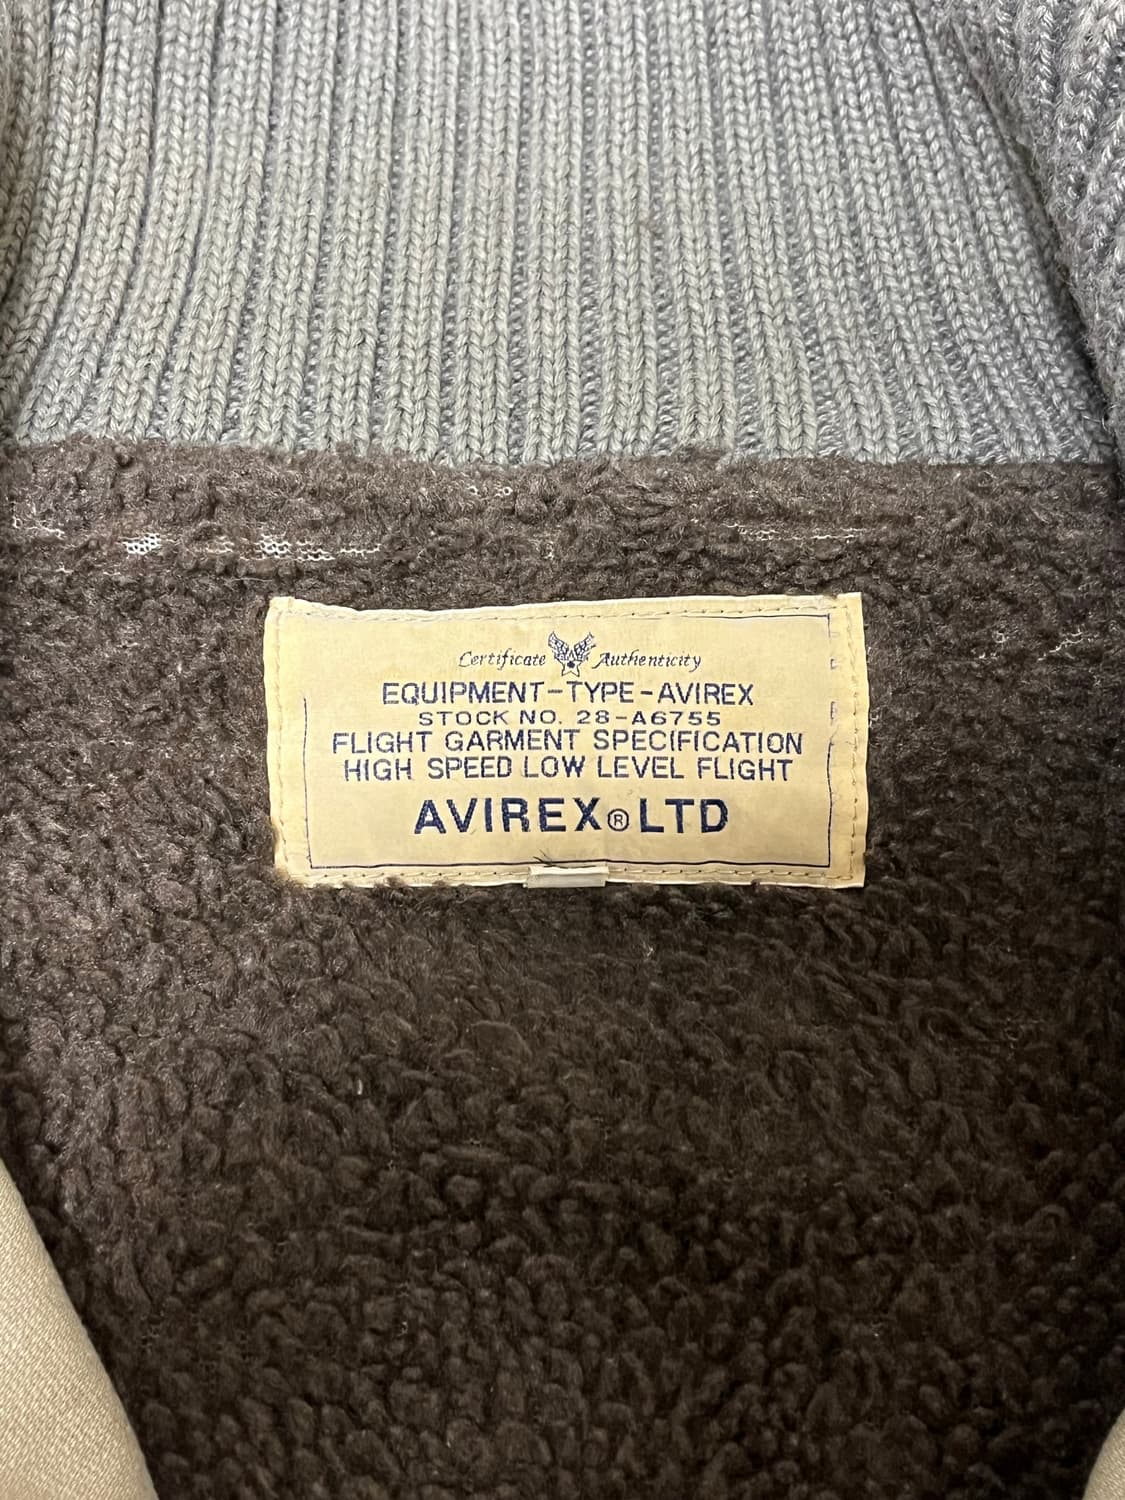 Certificate Authenticity
EQUIPMENT-TYPE-AVIREX
STOCK NO. 28-A6755
FLIGHT GARMENT SPECIFICATION
HIGH SPEED LOW LEVEL FLIGHT
AVIREX®LTD